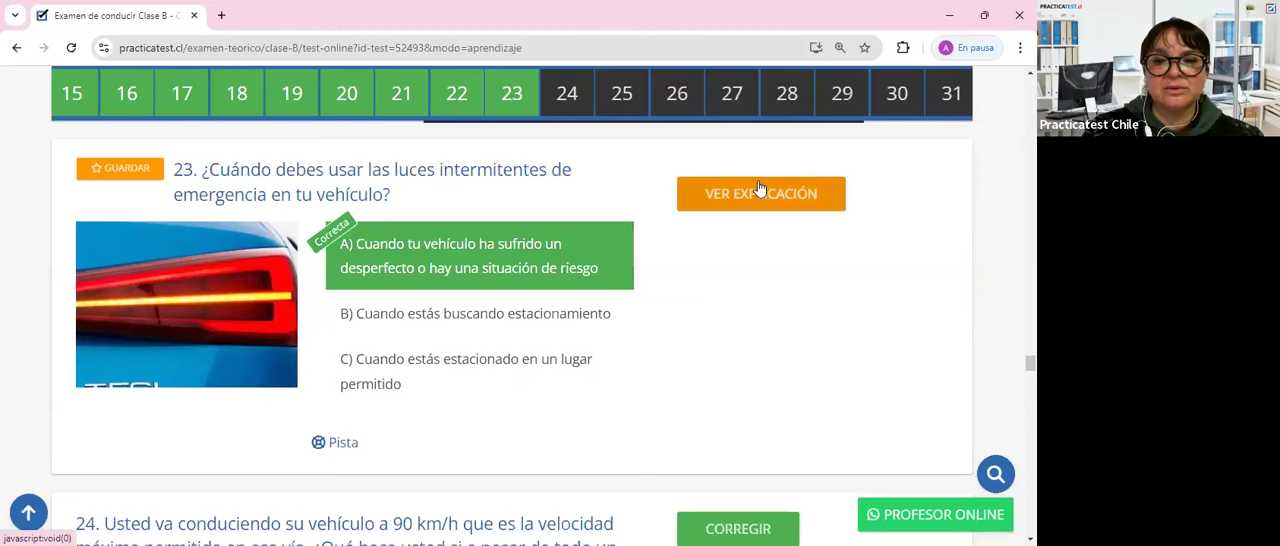 Examen de conducir Clase B - C
practicatest.cl/examen-teorico/clase-B/test-online?id-test=52493&modo=aprendizaje
A
En pausa
PRACTICATEST.cl
Practicatest Chile
15 16 17 18 19 20 21 22 23 24 25 26 27 28 29 30 31
GUARDAR
23. ¿Cuándo debes usar las luces intermitentes de
emergencia en tu vehículo?
VER EXPLICACIÓN
Correcta
A) Cuando tu vehículo ha sufrido un
desperfecto o hay una situación de riesgo
B) Cuando estás buscando estacionamiento
C) Cuando estás estacionado en un lugar
permitido
Pista
PROFESOR ONLINE
24. Usted va conduciendo su vehículo a 90 km/h que es la velocidad
CORREGIR
javascript:void(0)